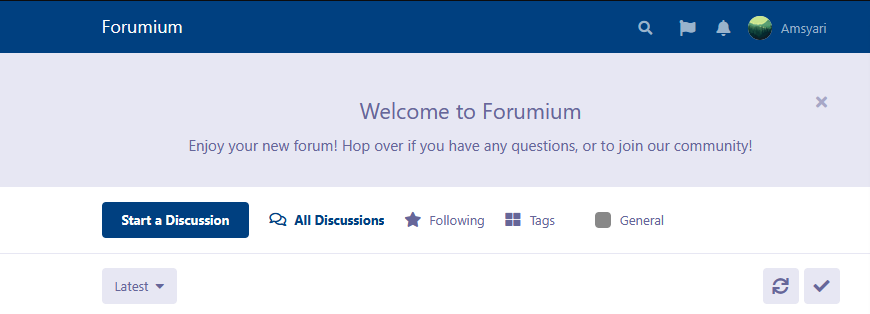 Forumium
Amsyari
Welcome to Forumium
Enjoy your new forum! Hop over if you have any questions, or to join our community!
Start a Discussion
All Discussions
Following
Tags
General
Latest